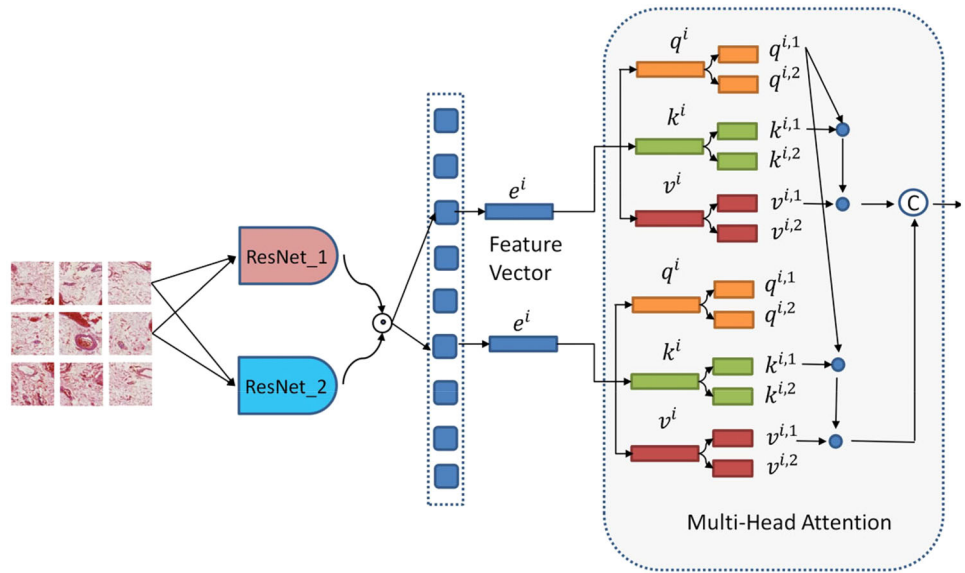 ResNet_1
ResNet_2
e^i
Feature
Vector
e^i
q^i
q^{i,1}
q^{i,2}
k^i
k^{i,1}
k^{i,2}
v^i
v^{i,1}
v^{i,2}
C
q^i
q^{i,1}
q^{i,2}
k^i
k^{i,1}
k^{i,2}
v^i
v^{i,1}
v^{i,2}
Multi-Head Attention